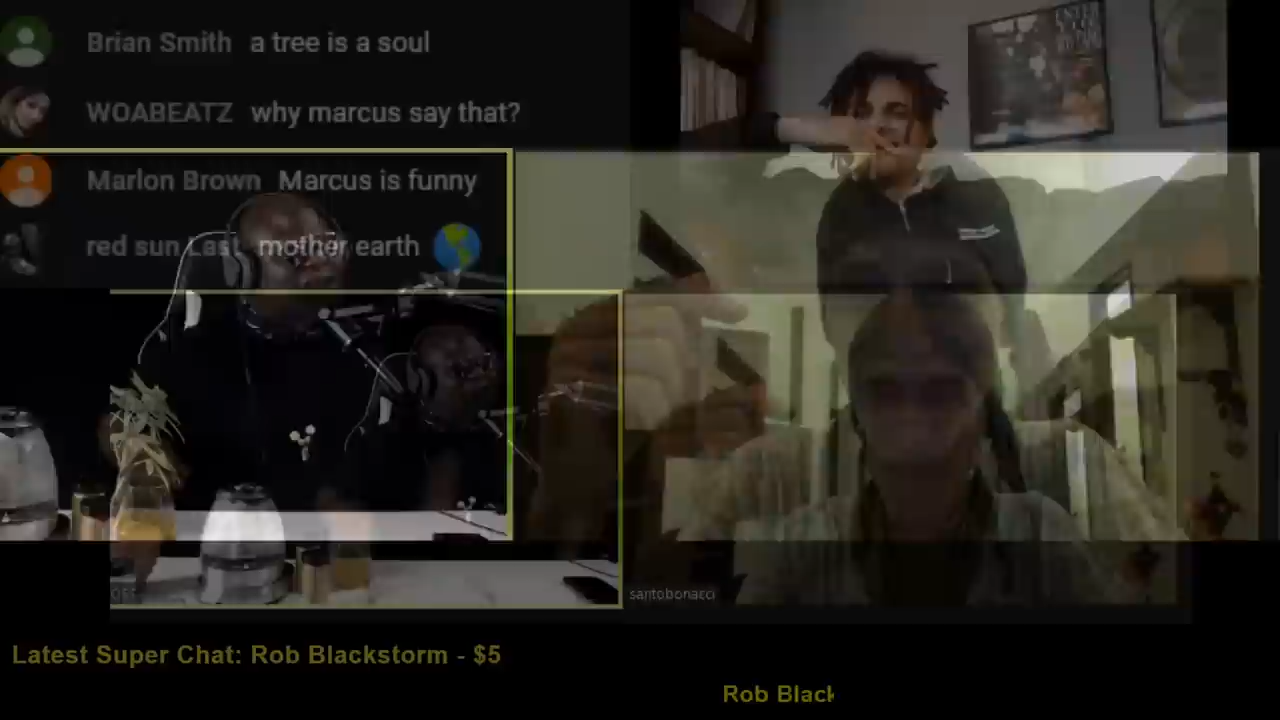 Brian Smith a tree is a soul
WOABEATZ why marcus say that?
Marlon Brown Marcus is funny
red sun Last mother earth
santobonacci
Latest Super Chat: Rob Blackstorm - $5
Rob Black